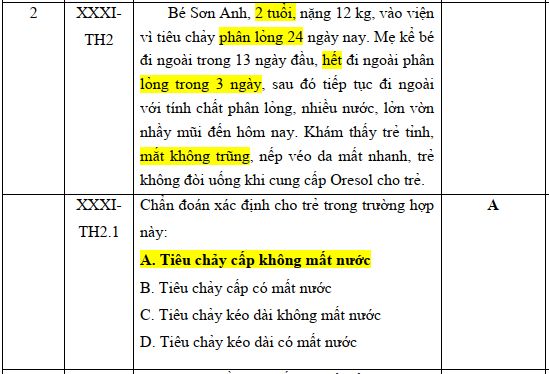 2
XXXI-
TH2
Bé Sơn Anh, 2 tuổi, nặng 12 kg, vào viện
vì tiêu chảy phân lỏng 24 ngày nay. Mẹ kể bé
đi ngoài trong 13 ngày đầu, hết đi ngoài phân
lỏng trong 3 ngày, sau đó tiếp tục đi ngoài
với tính chất phân lỏng, nhiều nước, lởn vởn
nhầy mũi đến hôm nay. Khám thấy trẻ tỉnh,
mắt không trũng, nếp véo da mất nhanh, trẻ
không đòi uống khi cung cấp Oresol cho trẻ.
XXXI-
TH2.1
Chẩn đoán xác định cho trẻ trong trường hợp
này:
A. Tiêu chảy cấp không mất nước
B. Tiêu chảy cấp có mất nước
C. Tiêu chảy kéo dài không mất nước
D. Tiêu chảy kéo dài có mất nước
A